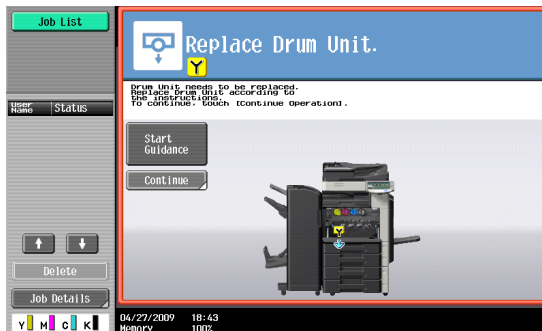 Job List
Replace Drum Unit.
Y
Drum Unit needs to be replaced.
Replace Drum Unit according to
the instructions.
To continue, touch [Continue Operation].
User
Name
Status
Start
Guidance
Continue
Y
Delete
Job Details
Y M C K
04/27/2009 18:43
Memory 100%